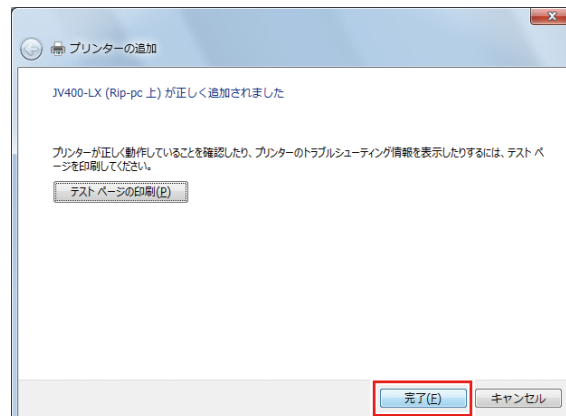 プリンターの追加
JV400-LX (Rip-pc 上) が正しく追加されました
プリンターが正しく動作していることを確認したり、プリンターのトラブルシューティング情報を表示したりするには、テスト ペ
ージを印刷してください。
テスト ページの印刷(P)
完了(F) キャンセル